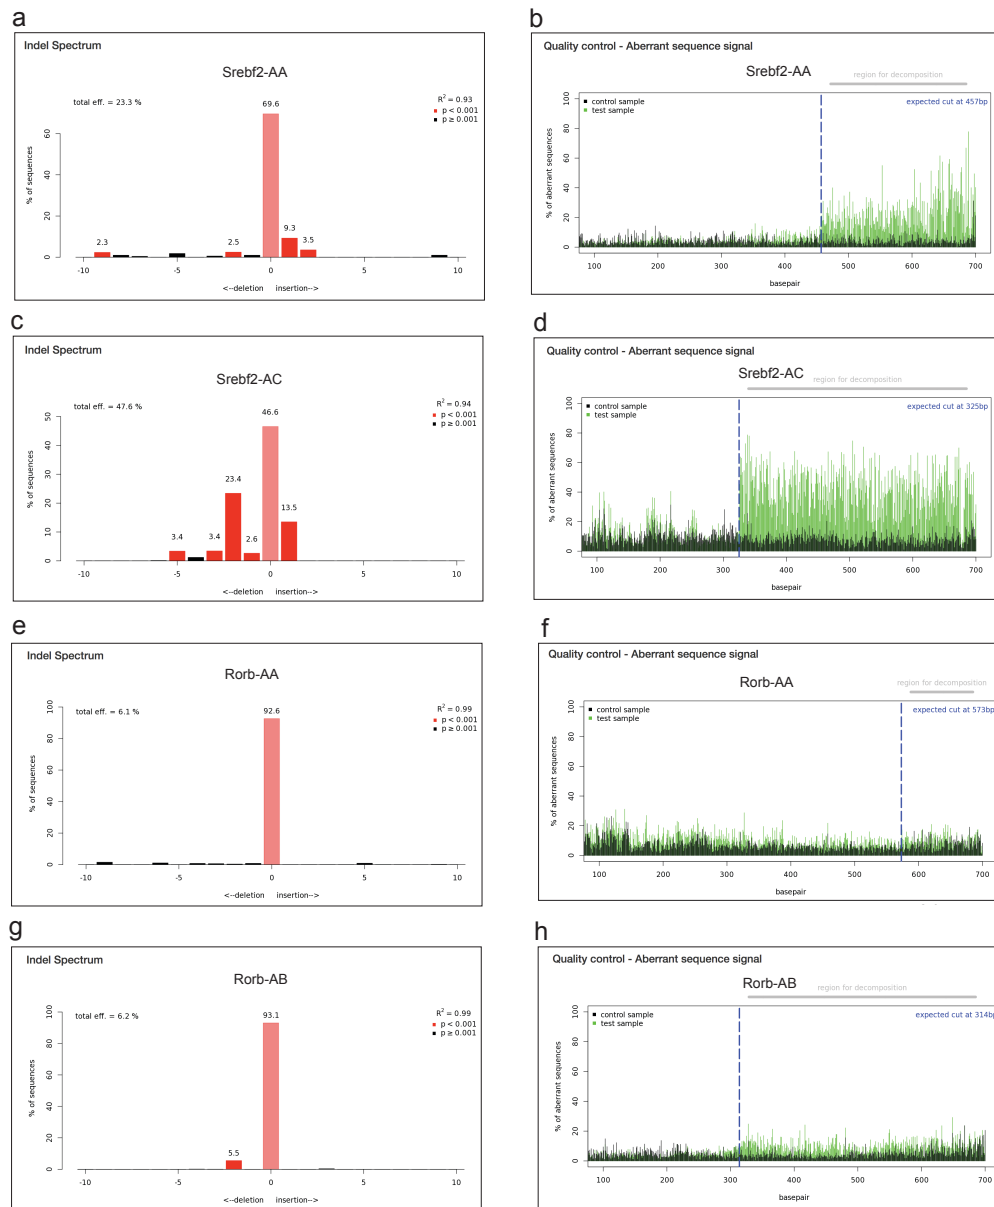 a
Indel Spectrum
Srebf2-AA
total eff. = 23.3 %
R² = 0.93
p < 0.001
p ≥ 0.001
% of sequences
0 20 40 60
2.3 2.5 69.6 9.3 3.5
-10 -5 0 5 10
<--deletion insertion-->
b
Quality control - Aberrant sequence signal
Srebf2-AA
region for decomposition
control sample
test sample
expected cut at 457bp
% of aberrant sequences
0 20 40 60 80 100
100 200 300 400 500 600 700
basepair
c
Indel Spectrum
Srebf2-AC
total eff. = 47.6 %
R² = 0.94
p < 0.001
p ≥ 0.001
% of sequences
0 10 20 30 40 50
3.4 3.4 23.4 2.6 46.6 13.5
-10 -5 0 5 10
<--deletion insertion-->
d
Quality control - Aberrant sequence signal
Srebf2-AC
region for decomposition
control sample
test sample
expected cut at 325bp
% of aberrant sequences
0 20 40 60 80 100
100 200 300 400 500 600 700
basepair
e
Indel Spectrum
Rorb-AA
total eff. = 6.1 %
R² = 0.99
p < 0.001
p ≥ 0.001
% of sequences
0 20 40 60 80 100
92.6
-10 -5 0 5 10
<--deletion insertion-->
f
Quality control - Aberrant sequence signal
Rorb-AA
region for decomposition
control sample
test sample
expected cut at 573bp
% of aberrant sequences
0 20 40 60 80 100
100 200 300 400 500 600 700
basepair
g
Indel Spectrum
Rorb-AB
total eff. = 6.2 %
R² = 0.99
p < 0.001
p ≥ 0.001
% of sequences
0 20 40 60 80 100
5.5 93.1
-10 -5 0 5 10
<--deletion insertion-->
h
Quality control - Aberrant sequence signal
Rorb-AB
region for decomposition
control sample
test sample
expected cut at 314bp
% of aberrant sequences
0 20 40 60 80 100
100 200 300 400 500 600 700
basepair